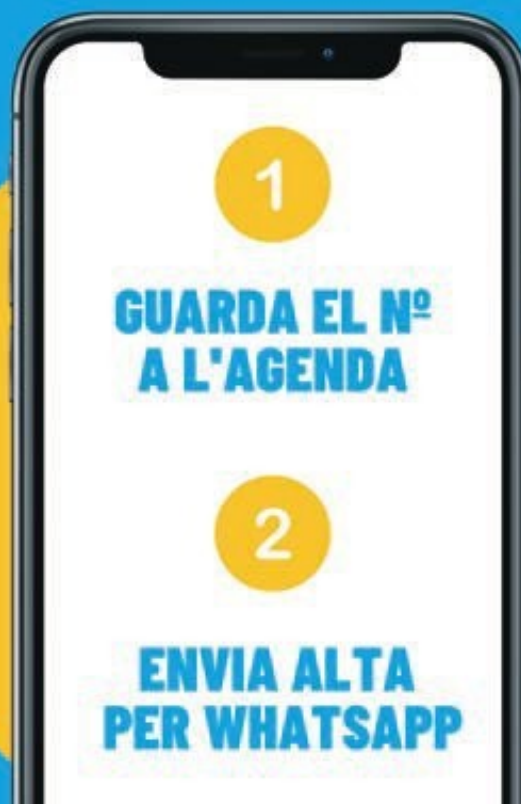 1
GUARDA EL Nº
A L'AGENDA
2
ENVIA ALTA
PER WHATSAPP